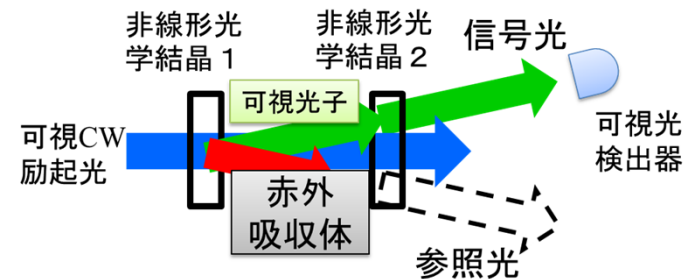 非線形光
学結晶１
非線形光
学結晶２
信号光
可視光子
可視CW
励起光
可視光
検出器
赤外
吸収体
参照光